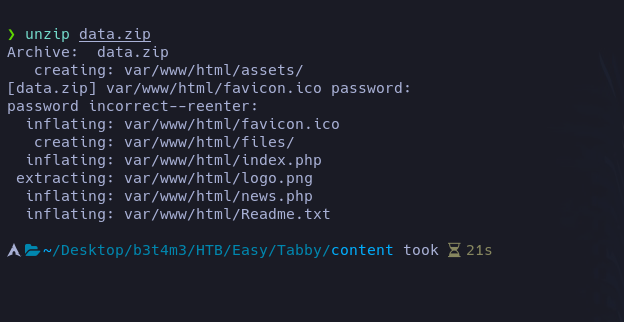 ❯ unzip data.zip
Archive:  data.zip
   creating: var/www/html/assets/
[data.zip] var/www/html/favicon.ico password:
password incorrect--reenter:
  inflating: var/www/html/favicon.ico
   creating: var/www/html/files/
  inflating: var/www/html/index.php
 extracting: var/www/html/logo.png
  inflating: var/www/html/news.php
  inflating: var/www/html/Readme.txt
~/Desktop/b3t4m3/HTB/Easy/Tabby/content took ⏳ 21s